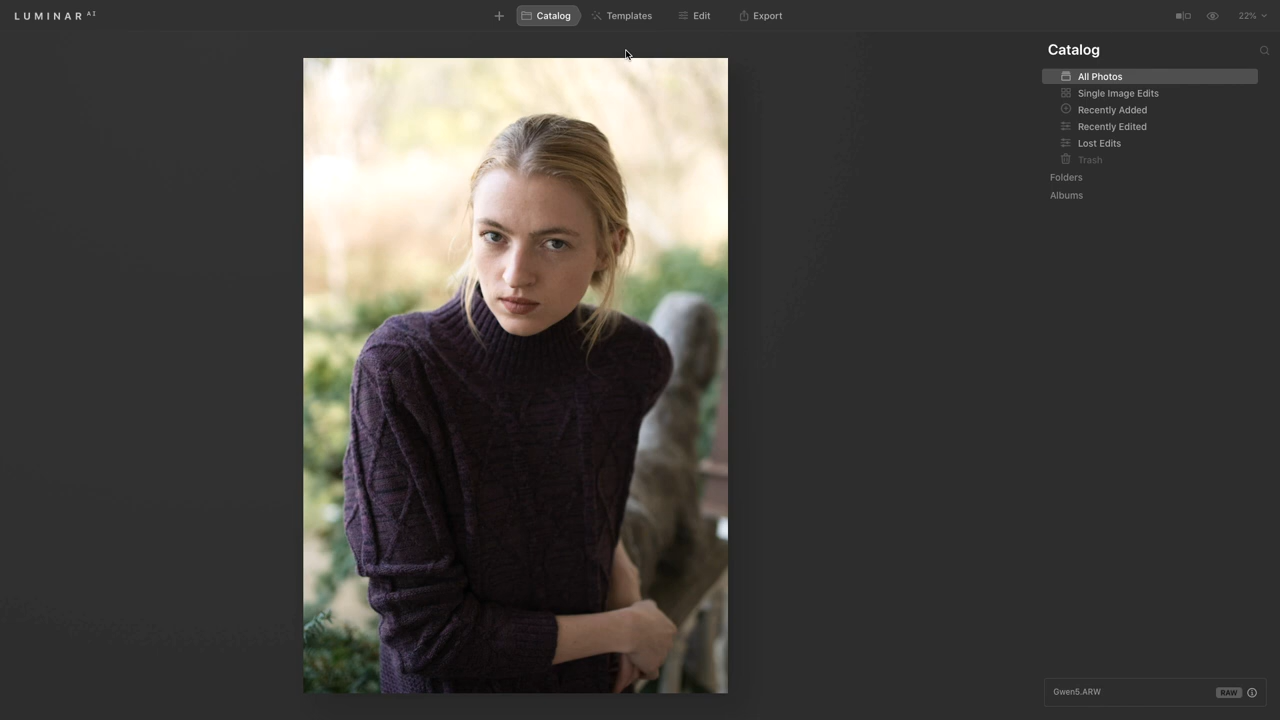 LUMINAR AI
Catalog
Templates
Edit
Export
22%
Catalog
All Photos
Single Image Edits
Recently Added
Recently Edited
Lost Edits
Trash
Folders
Albums
Gwen5.ARW
RAW